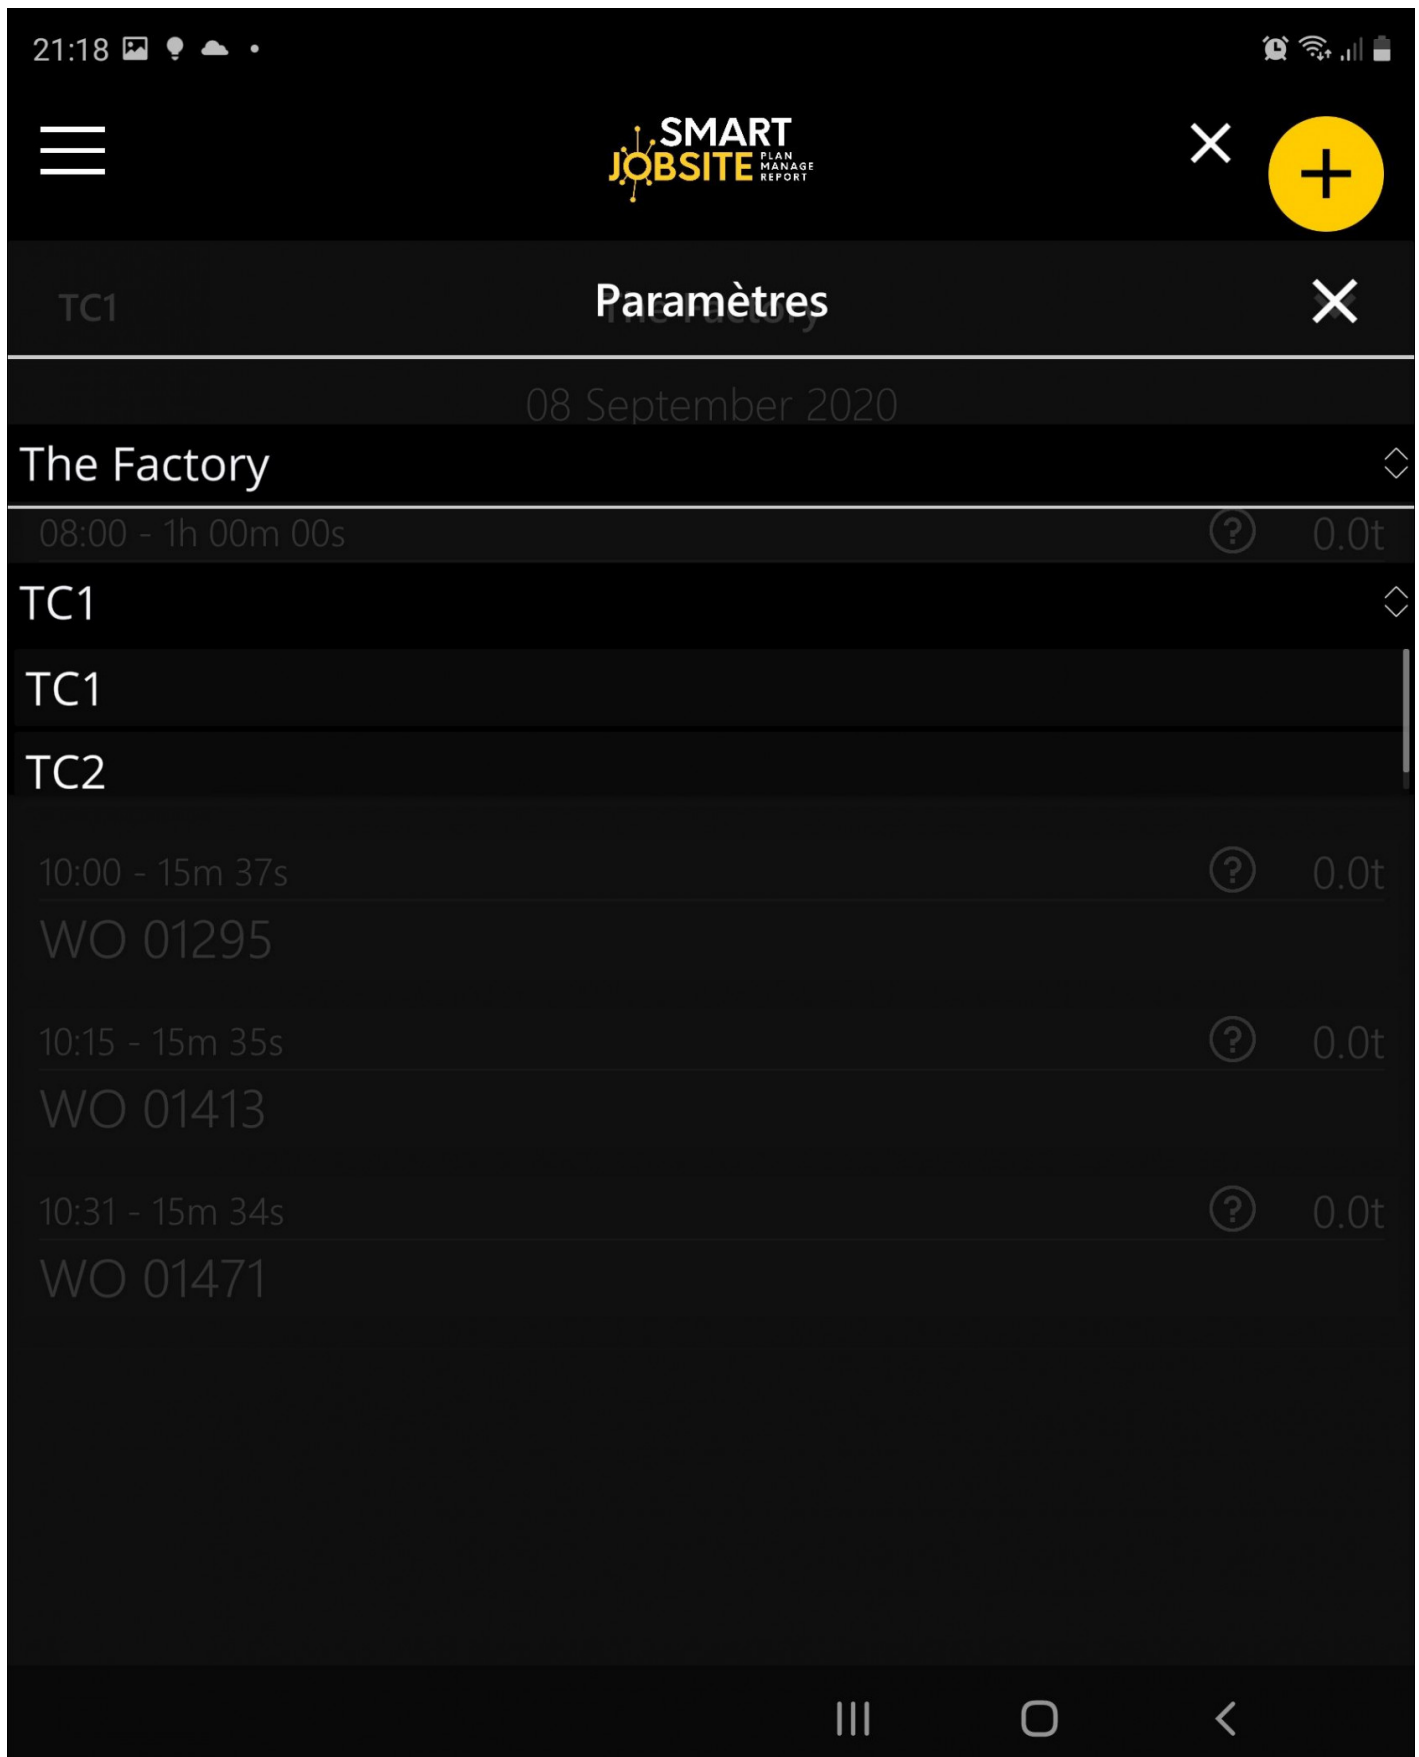 21:18
SMART
JOBSITE
PLAN
MANAGE
REPORT
TC1
The Factory
Paramètres
08 September 2020
The Factory
08:00 - 1h 00m 00s 0.0t
TC1
TC1
TC2
10:00 - 15m 37s 0.0t
WO 01295
10:15 - 15m 35s 0.0t
WO 01413
10:31 - 15m 34s 0.0t
WO 01471